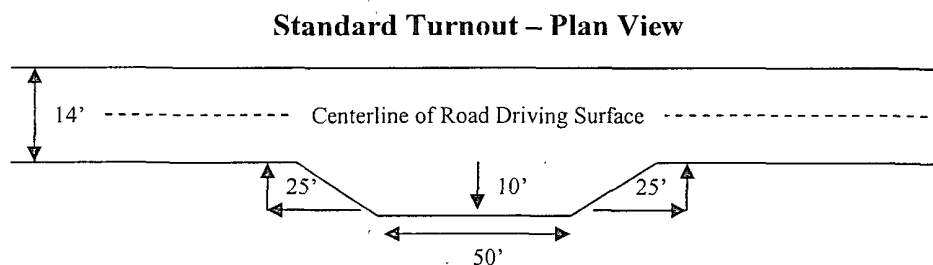 Standard Turnout – Plan View
14' Centerline of Road Driving Surface
25' 10' 25'
50'